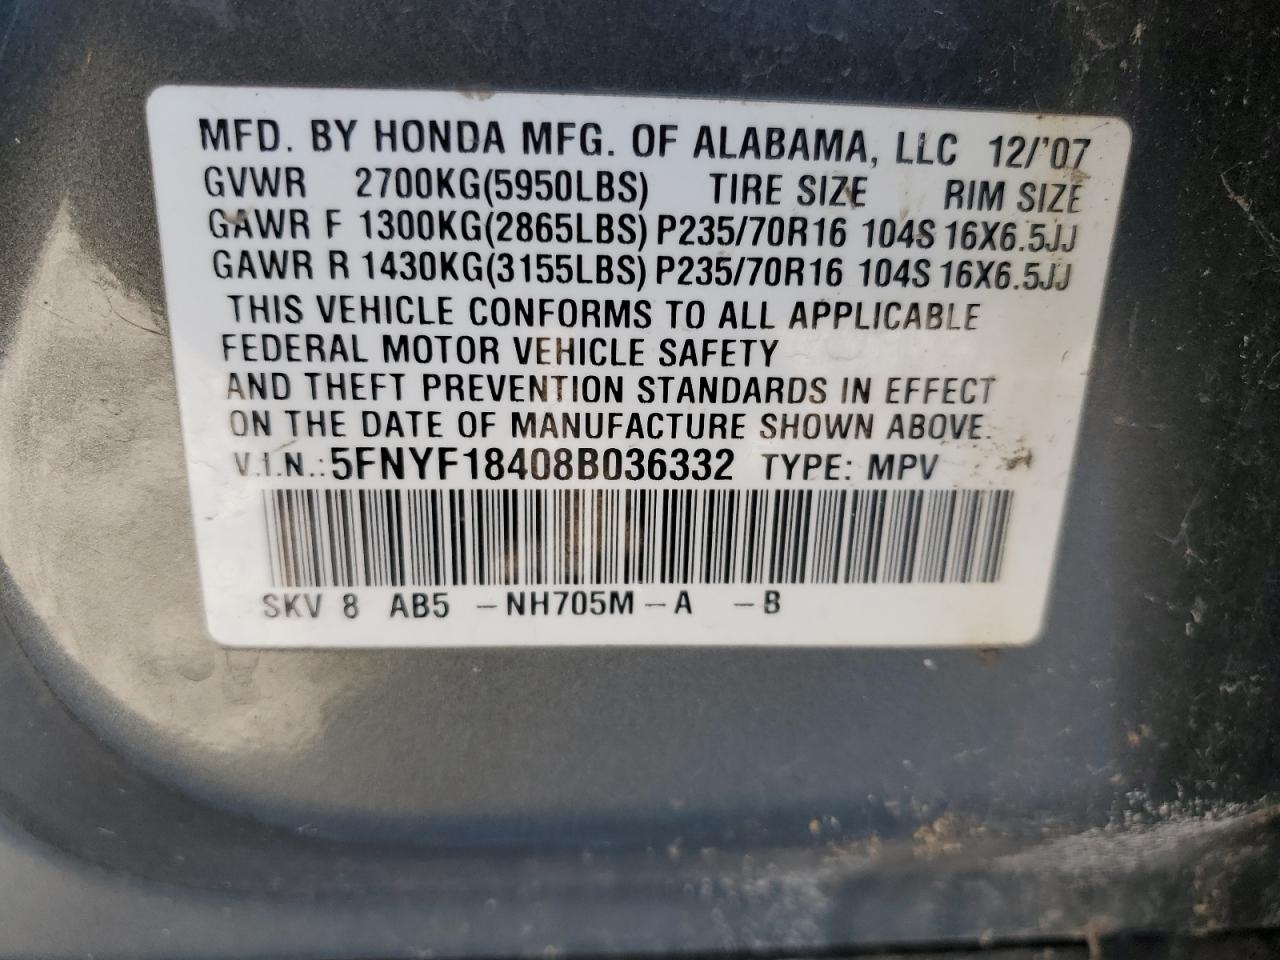 MFD. BY HONDA MFG. OF ALABAMA, LLC 12/'07
GVWR 2700KG(5950LBS) TIRE SIZE RIM SIZE
GAWR F 1300KG(2865LBS) P235/70R16 104S 16X6.5JJ
GAWR R 1430KG(3155LBS) P235/70R16 104S 16X6.5JJ
THIS VEHICLE CONFORMS TO ALL APPLICABLE
FEDERAL MOTOR VEHICLE SAFETY
AND THEFT PREVENTION STANDARDS IN EFFECT
ON THE DATE OF MANUFACTURE SHOWN ABOVE.
V.I.N.: 5FNYF18408B036332 TYPE: MPV
SKV 8 AB5 -NH705M-A -B